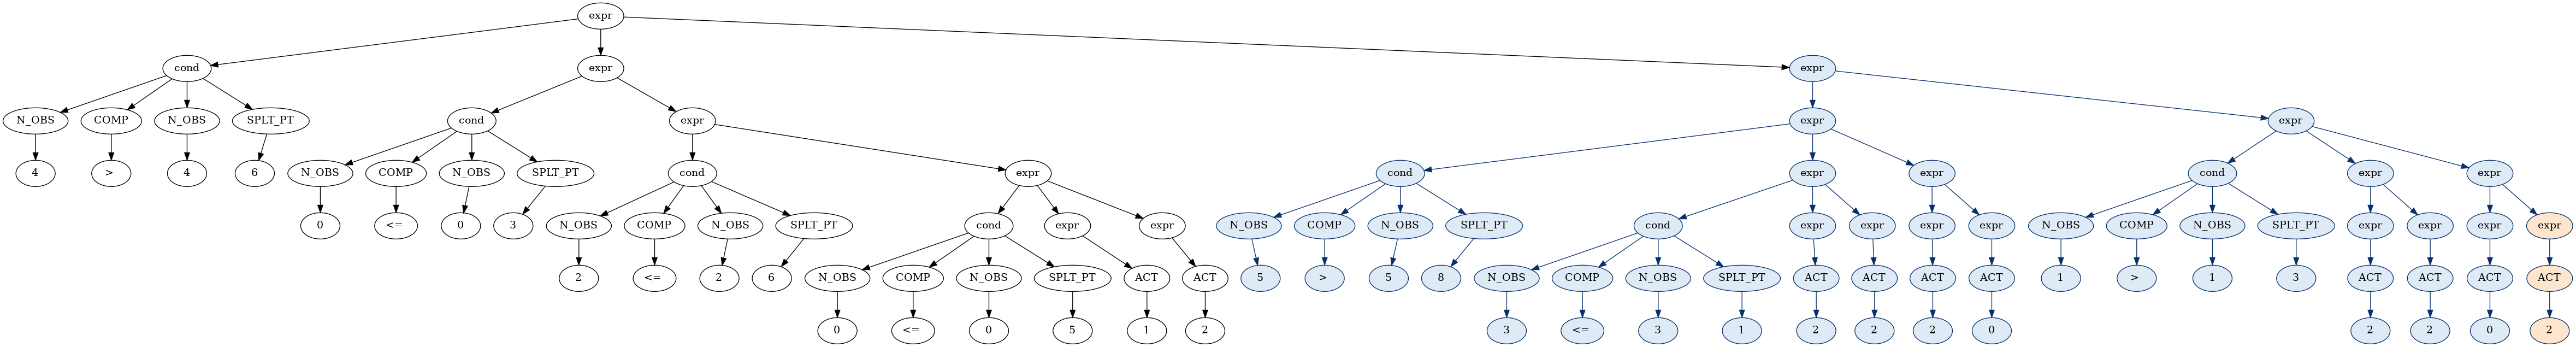 expr
cond expr expr
N_OBS COMP N_OBS SPLT_PT cond expr expr expr
4 > 4 6 N_OBS COMP N_OBS SPLT_PT cond expr cond expr expr cond expr expr
0 <= 0 3 N_OBS COMP N_OBS SPLT_PT cond expr expr N_OBS COMP N_OBS SPLT_PT cond expr expr expr expr N_OBS COMP N_OBS SPLT_PT expr expr expr expr
2 <= 2 6 N_OBS COMP N_OBS SPLT_PT ACT ACT 5 > 5 8 N_OBS COMP N_OBS SPLT_PT ACT ACT ACT ACT 1 > 1 3 ACT ACT ACT ACT
0 <= 0 5 1 2 3 <= 3 1 2 2 2 0 2 2 0 2